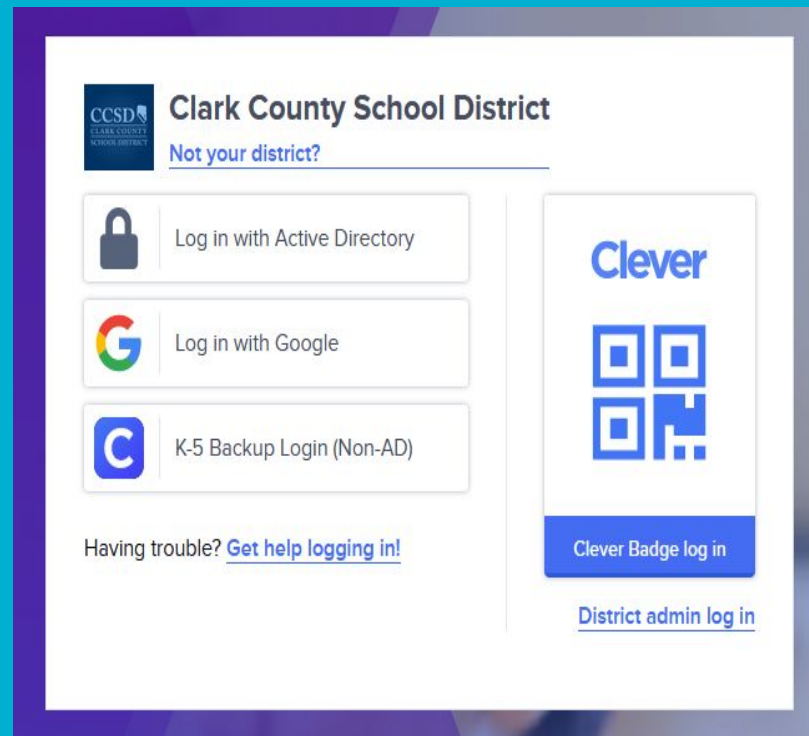 CCSD
CLARK COUNTY
SCHOOL DISTRICT
Clark County School District
Not your district?
Log in with Active Directory
Log in with Google
C
K-5 Backup Login (Non-AD)
Having trouble? Get help logging in!
Clever
Clever Badge log in
District admin log in